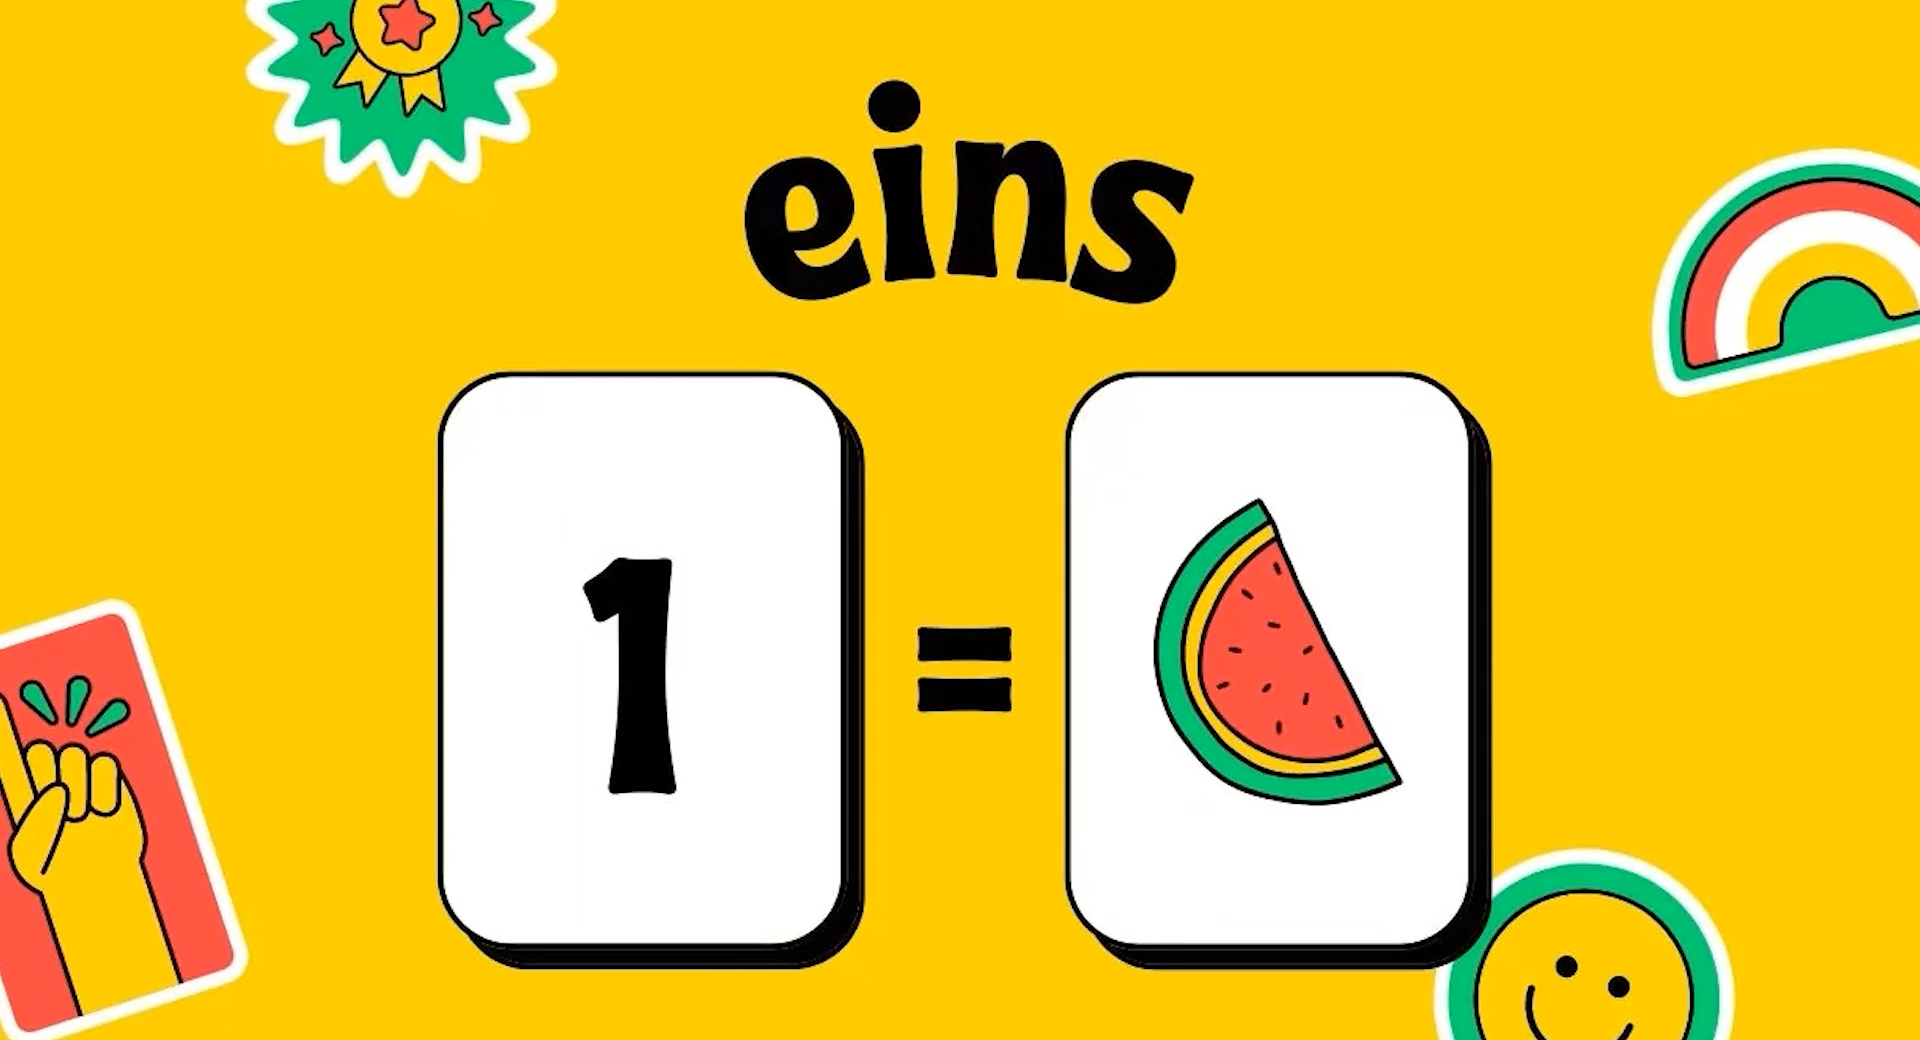 eins
1 =